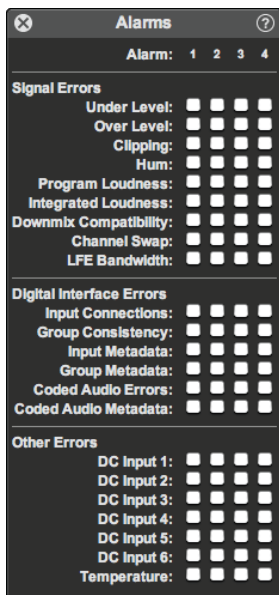 Alarms ?
Alarm: 1 2 3 4
Signal Errors
Under Level:
Over Level:
Clipping:
Hum:
Program Loudness:
Integrated Loudness:
Downmix Compatibility:
Channel Swap:
LFE Bandwidth:
Digital Interface Errors
Input Connections:
Group Consistency:
Input Metadata:
Group Metadata:
Coded Audio Errors:
Coded Audio Metadata:
Other Errors
DC Input 1:
DC Input 2:
DC Input 3:
DC Input 4:
DC Input 5:
DC Input 6:
Temperature: